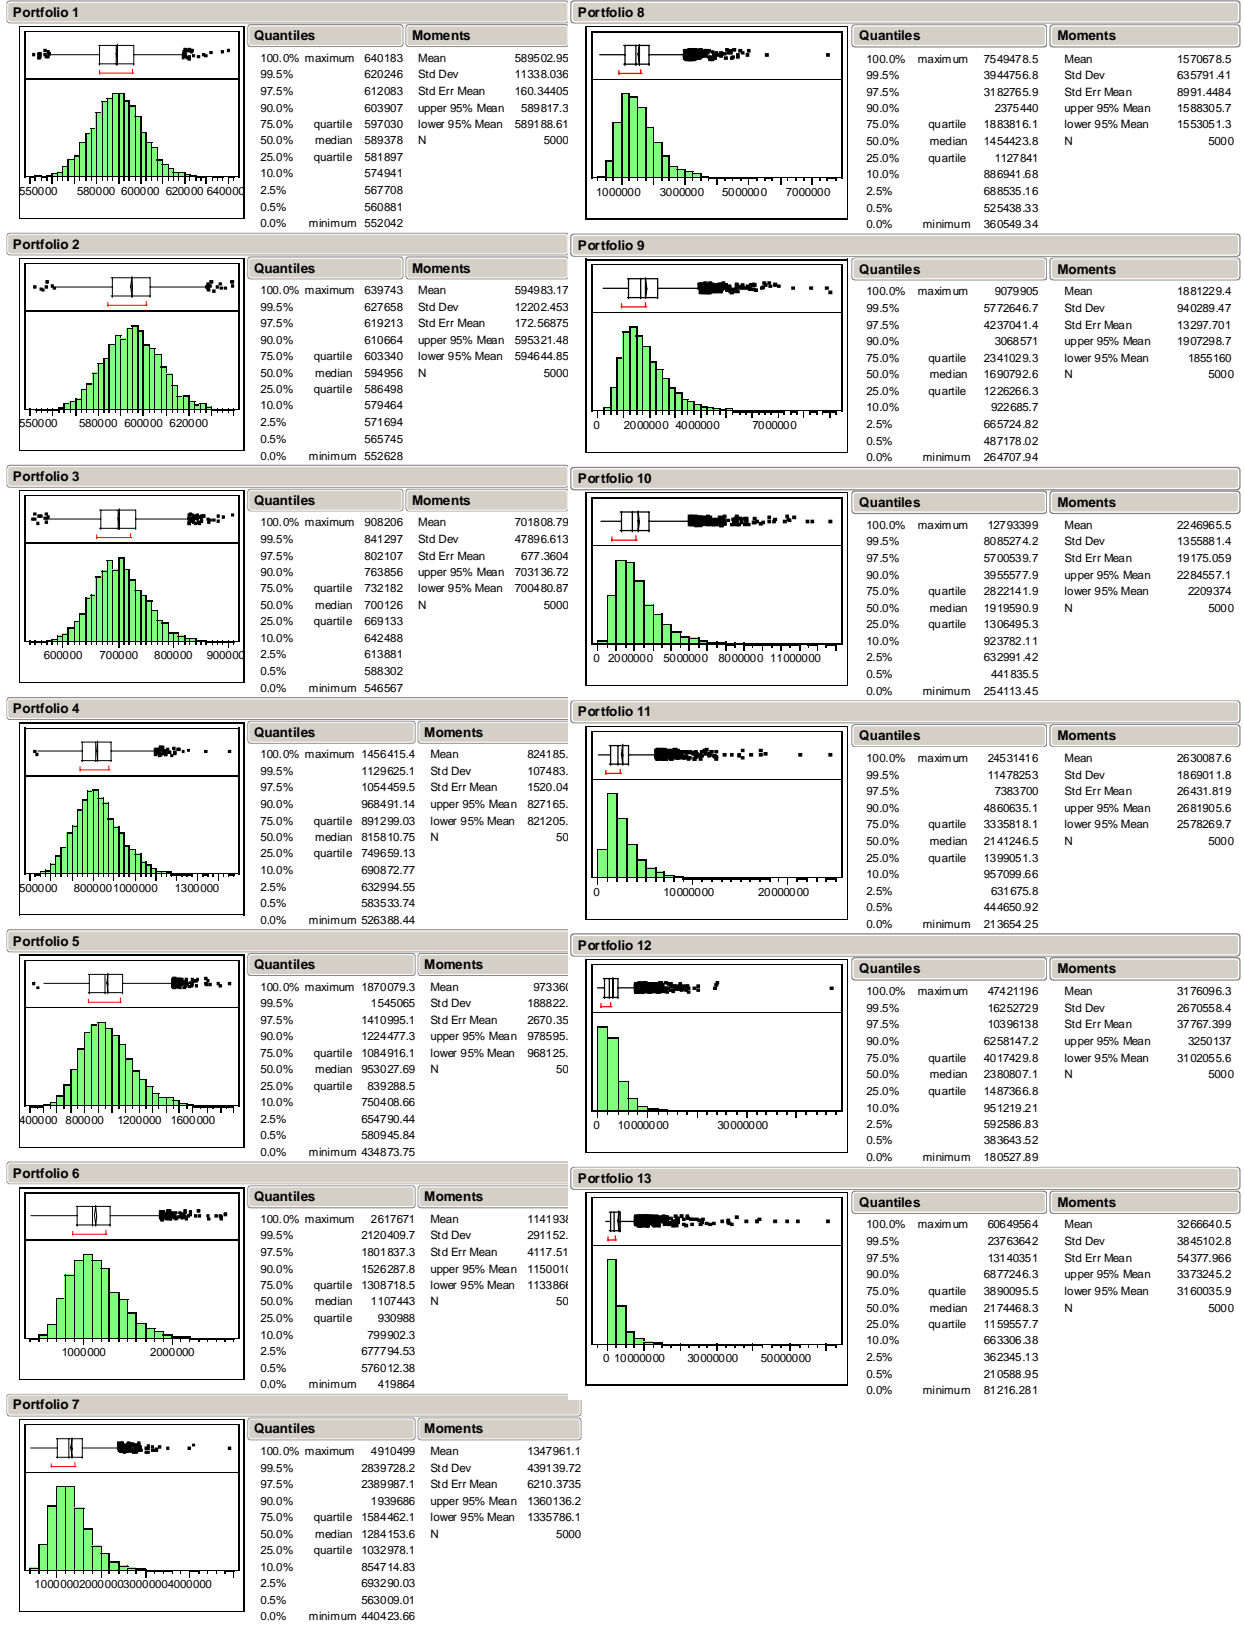 Portfolio 1
Quantiles Moments
100.0% maximum 640183 Mean 589502.95
99.5% 620246 Std Dev 11338.036
97.5% 612083 Std Err Mean 160.34405
90.0% 603907 upper 95% Mean 589817.3
75.0% quartile 597030 lower 95% Mean 589188.61
50.0% median 589378 N 5000
25.0% quartile 581897
10.0% 574941
2.5% 567708
0.5% 560881
0.0% minimum 552042
550000 580000 600000 620000 640000
Portfolio 2
Quantiles Moments
100.0% maximum 639743 Mean 594983.17
99.5% 627658 Std Dev 12202.453
97.5% 619213 Std Err Mean 172.56875
90.0% 610664 upper 95% Mean 595321.48
75.0% quartile 603340 lower 95% Mean 594644.85
50.0% median 594956 N 5000
25.0% quartile 586498
10.0% 579464
2.5% 571694
0.5% 565745
0.0% minimum 552628
550000 580000 600000 620000
Portfolio 3
Quantiles Moments
100.0% maximum 908206 Mean 701808.79
99.5% 841297 Std Dev 47896.613
97.5% 802107 Std Err Mean 677.3604
90.0% 763856 upper 95% Mean 703136.72
75.0% quartile 732182 lower 95% Mean 700480.87
50.0% median 700126 N 5000
25.0% quartile 669133
10.0% 642488
2.5% 613881
0.5% 588302
0.0% minimum 546567
600000 700000 800000 900000
Portfolio 4
Quantiles Moments
100.0% maximum 1456415.4 Mean 824185.
99.5% 1129625.1 Std Dev 107483.
97.5% 1054459.5 Std Err Mean 1520.04
90.0% 968491.14 upper 95% Mean 827165.
75.0% quartile 891299.03 lower 95% Mean 821205.
50.0% median 815810.75 N 50
25.0% quartile 749659.13
10.0% 690872.77
2.5% 632994.55
0.5% 583533.74
0.0% minimum 526388.44
500000 800000 1000000 1300000
Portfolio 5
Quantiles Moments
100.0% maximum 1870079.3 Mean 973360
99.5% 1545065 Std Dev 188822.
97.5% 1410995.1 Std Err Mean 2670.35
90.0% 1224477.3 upper 95% Mean 978595.
75.0% quartile 1084916.1 lower 95% Mean 968125.
50.0% median 953027.69 N 50
25.0% quartile 839288.5
10.0% 750408.66
2.5% 654790.44
0.5% 580945.84
0.0% minimum 434873.75
400000 800000 1200000 1600000
Portfolio 6
Quantiles Moments
100.0% maximum 2617671 Mean 1141938
99.5% 2120409.7 Std Dev 291152.
97.5% 1801837.3 Std Err Mean 4117.51
90.0% 1526287.8 upper 95% Mean 1150010
75.0% quartile 1308718.5 lower 95% Mean 1133866
50.0% median 1107443 N 50
25.0% quartile 930988
10.0% 799902.3
2.5% 677794.53
0.5% 576012.38
0.0% minimum 419864
1000000 2000000
Portfolio 7
Quantiles Moments
100.0% maximum 4910499 Mean 1347961.1
99.5% 2839728.2 Std Dev 439139.72
97.5% 2389987.1 Std Err Mean 6210.3735
90.0% 1939686 upper 95% Mean 1360136.2
75.0% quartile 1584462.1 lower 95% Mean 1335786.1
50.0% median 1284153.6 N 5000
25.0% quartile 1032978.1
10.0% 854714.83
2.5% 693290.03
0.5% 563009.01
0.0% minimum 440423.66
1000000 2000000 3000000 4000000
Portfolio 8
Quantiles Moments
100.0% maximum 7549478.5 Mean 1570678.5
99.5% 3944756.8 Std Dev 635791.41
97.5% 3182765.9 Std Err Mean 8991.4484
90.0% 2375440 upper 95% Mean 1588305.7
75.0% quartile 1883816.1 lower 95% Mean 1553051.3
50.0% median 1454423.8 N 5000
25.0% quartile 1127841
10.0% 886941.68
2.5% 688535.16
0.5% 525438.33
0.0% minimum 360549.34
1000000 3000000 5000000 7000000
Portfolio 9
Quantiles Moments
100.0% maximum 9079905 Mean 1881229.4
99.5% 5772646.7 Std Dev 940289.47
97.5% 4237041.4 Std Err Mean 13297.701
90.0% 3068571 upper 95% Mean 1907298.7
75.0% quartile 2341029.3 lower 95% Mean 1855160
50.0% median 1690792.6 N 5000
25.0% quartile 1226266.3
10.0% 922685.7
2.5% 665724.82
0.5% 487178.02
0.0% minimum 264707.94
0 2000000 4000000 7000000
Portfolio 10
Quantiles Moments
100.0% maximum 12793399 Mean 2246965.5
99.5% 8085274.2 Std Dev 1355881.4
97.5% 5700539.7 Std Err Mean 19175.059
90.0% 3955577.9 upper 95% Mean 2284557.1
75.0% quartile 2822141.9 lower 95% Mean 2209374
50.0% median 1919590.9 N 5000
25.0% quartile 1306495.3
10.0% 923782.11
2.5% 632991.42
0.5% 441835.5
0.0% minimum 254113.45
0 2000000 5000000 8000000 11000000
Portfolio 11
Quantiles Moments
100.0% maximum 24531416 Mean 2630087.6
99.5% 11478253 Std Dev 1869011.8
97.5% 7383700 Std Err Mean 26431.819
90.0% 4860635.1 upper 95% Mean 2681905.6
75.0% quartile 3335818.1 lower 95% Mean 2578269.7
50.0% median 2141246.5 N 5000
25.0% quartile 1399051.3
10.0% 957099.66
2.5% 631675.8
0.5% 444650.92
0.0% minimum 213654.25
0 10000000 20000000
Portfolio 12
Quantiles Moments
100.0% maximum 47421196 Mean 3176096.3
99.5% 16252729 Std Dev 2670558.4
97.5% 10396138 Std Err Mean 37767.399
90.0% 6258147.2 upper 95% Mean 3250137
75.0% quartile 4017429.8 lower 95% Mean 3102055.6
50.0% median 2380807.1 N 5000
25.0% quartile 1487366.8
10.0% 951219.21
2.5% 592586.83
0.5% 383643.52
0.0% minimum 180527.89
0 10000000 30000000
Portfolio 13
Quantiles Moments
100.0% maximum 60649564 Mean 3266640.5
99.5% 23763642 Std Dev 3845102.8
97.5% 13140351 Std Err Mean 54377.966
90.0% 6877246.3 upper 95% Mean 3373245.2
75.0% quartile 3890095.5 lower 95% Mean 3160035.9
50.0% median 2174468.3 N 5000
25.0% quartile 1159557.7
10.0% 663306.38
2.5% 362345.13
0.5% 210588.95
0.0% minimum 81216.281
0 10000000 30000000 50000000